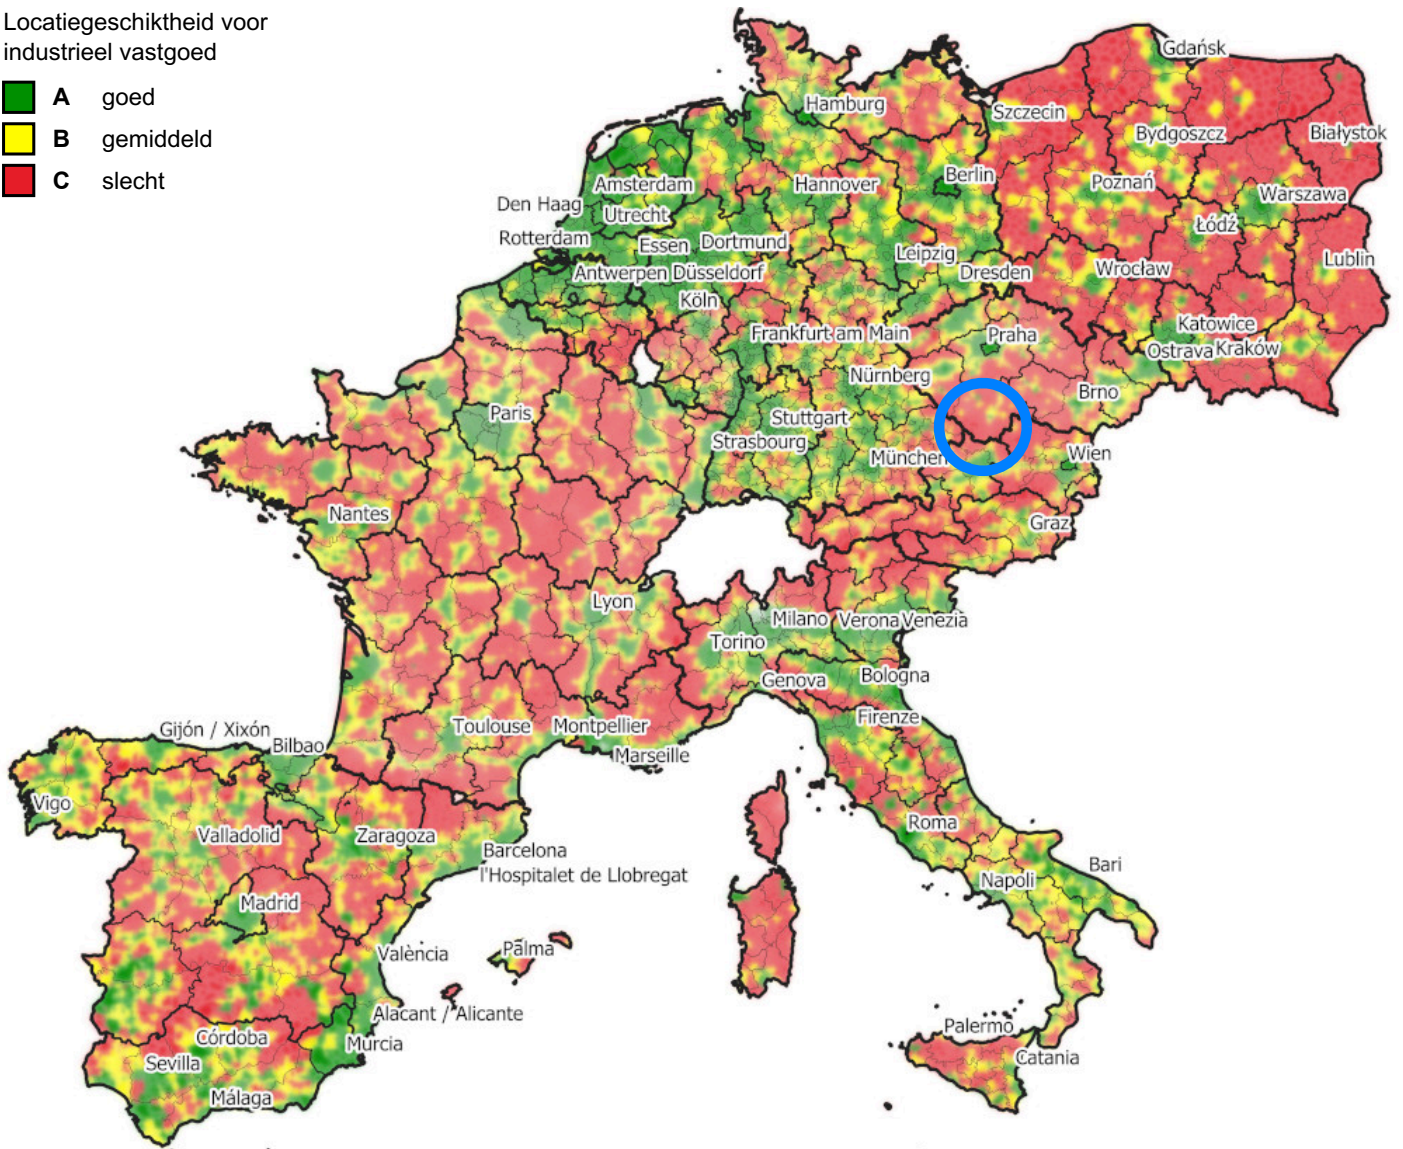 Locatiegeschiktheid voor
industrieel vastgoed
A goed
B gemiddeld
C slecht
Gdańsk
Hamburg
Szczecin
Bydgoszcz
Białystok
Amsterdam
Hannover
Berlin
Poznań
Warszawa
Den Haag
Utrecht
Łódź
Rotterdam
Essen
Dortmund
Leipzig
Lublin
Antwerpen
Düsseldorf
Dresden
Wrocław
Köln
Katowice
Frankfurt am Main
Praha
Ostrava
Kraków
Nürnberg
Brno
Paris
Stuttgart
Strasbourg
München
Wien
Nantes
Graz
Lyon
Milano
Verona
Venezia
Torino
Genova
Bologna
Firenze
Toulouse
Montpellier
Marseille
Gijón / Xixón
Bilbao
Vigo
Valladolid
Zaragoza
Roma
Barcelona
l'Hospitalet de Llobregat
Bari
Napoli
Madrid
València
Palma
Alacant / Alicante
Palermo
Córdoba
Murcia
Sevilla
Catania
Málaga